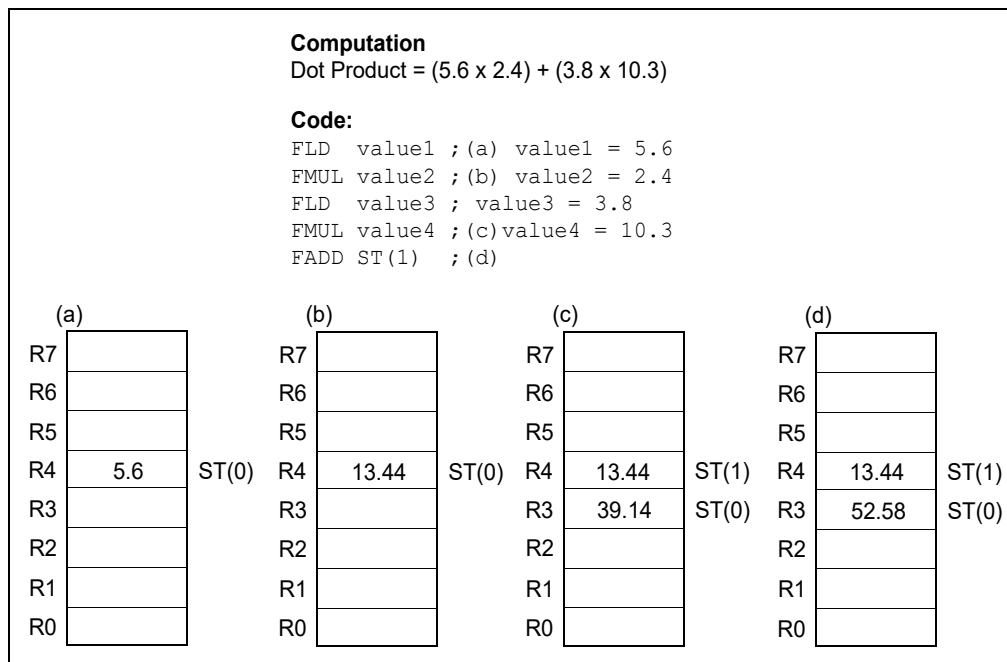 Computation
Dot Product = (5.6 x 2.4) + (3.8 x 10.3)
Code:
FLD  value1 ;(a) value1 = 5.6
FMUL value2 ;(b) value2 = 2.4
FLD  value3 ; value3 = 3.8
FMUL value4 ;(c)value4 = 10.3
FADD ST(1)  ;(d)
(a) (b) (c) (d)
R7 R7 R7 R7
R6 R6 R6 R6
R5 R5 R5 R5
R4 5.6 ST(0) R4 13.44 ST(0) R4 13.44 ST(1) R4 13.44 ST(1)
R3 R3 R3 39.14 ST(0) R3 52.58 ST(0)
R2 R2 R2 R2
R1 R1 R1 R1
R0 R0 R0 R0